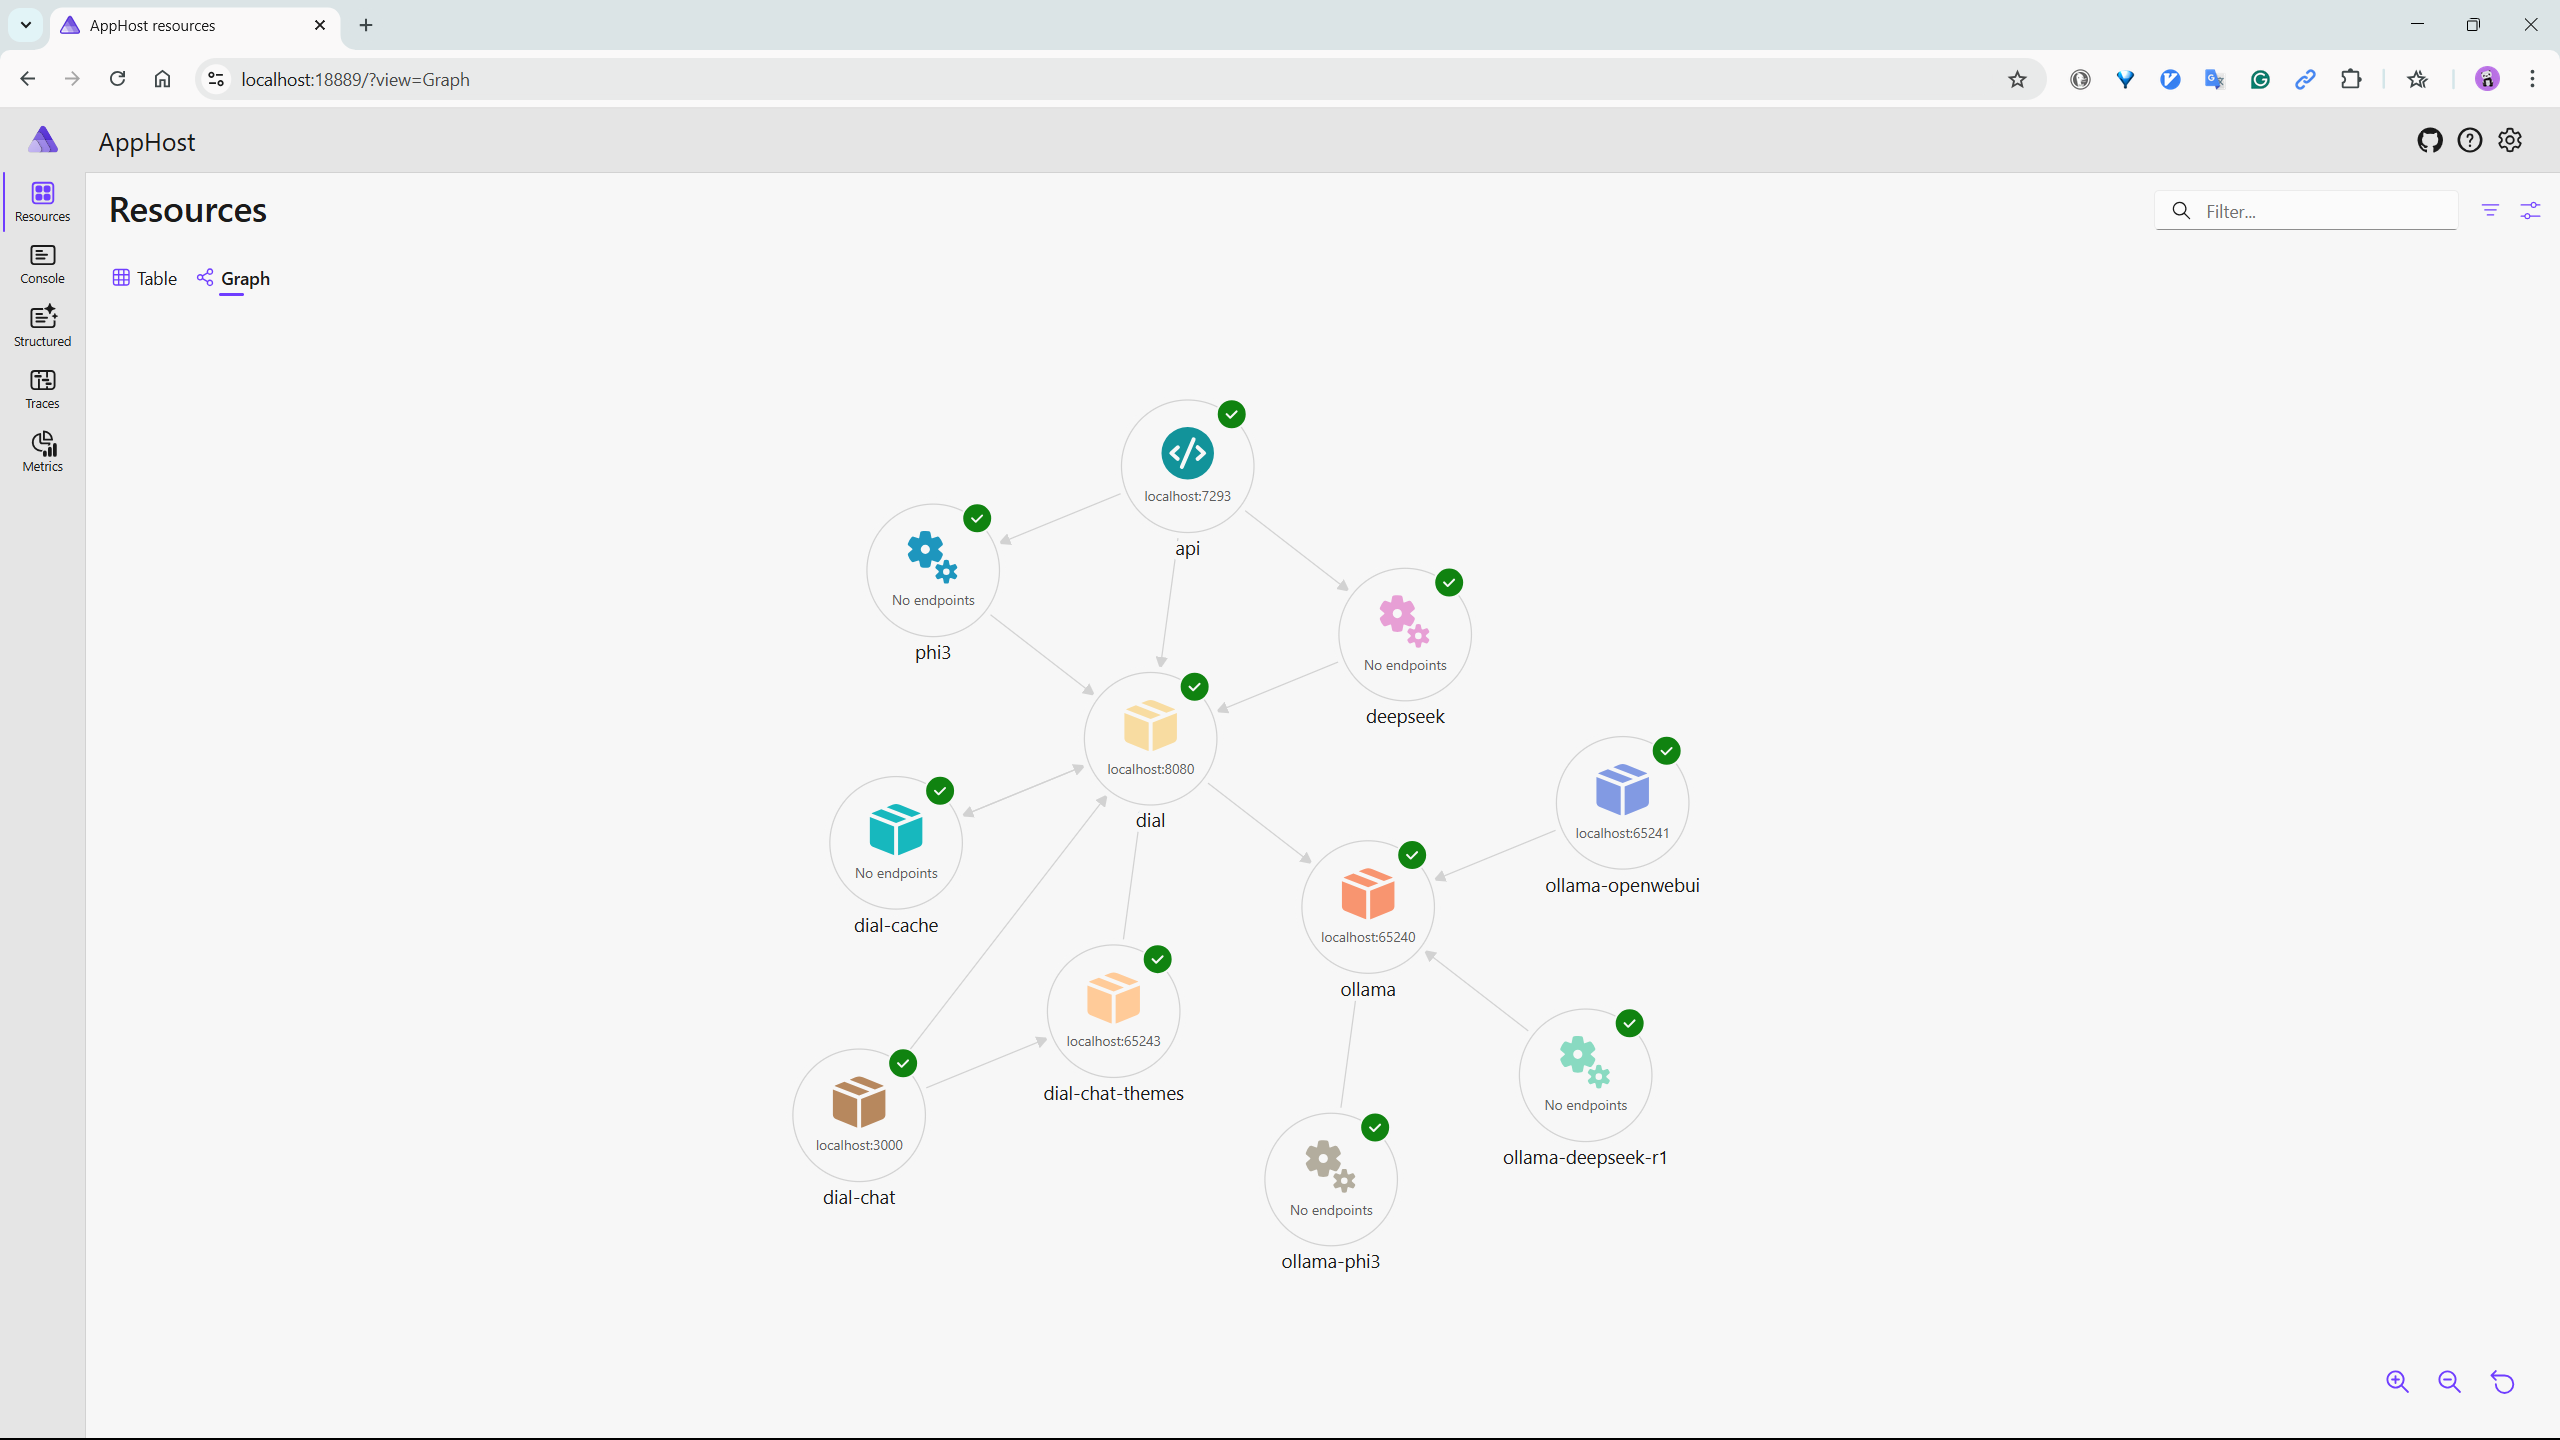 AppHost resources
localhost:18889/?view=Graph
AppHost
Resources
Console
Structured
Traces
Metrics
Resources
Filter...
Table
Graph
localhost:7293
api
No endpoints
phi3
No endpoints
deepseek
localhost:8080
dial
No endpoints
dial-cache
localhost:65241
ollama-openwebui
localhost:65240
ollama
localhost:65243
dial-chat-themes
localhost:3000
dial-chat
No endpoints
ollama-deepseek-r1
No endpoints
ollama-phi3